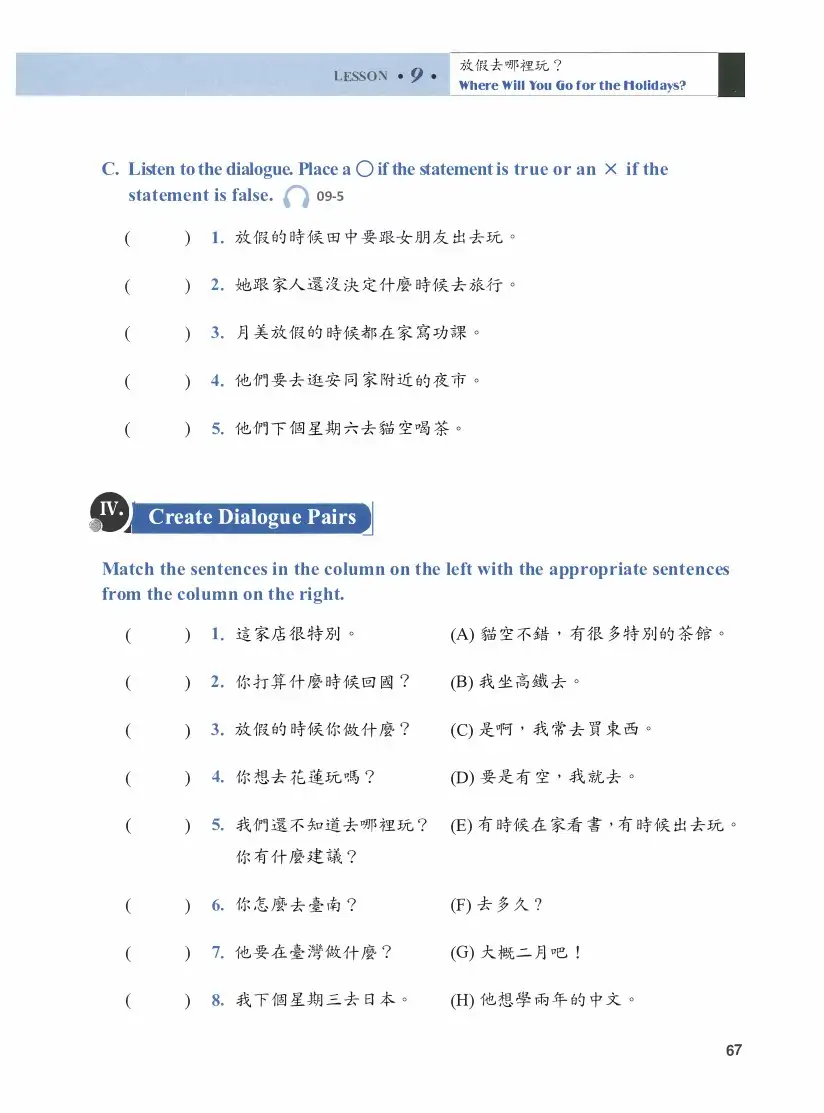 LESSON • 9 •
放假去哪裡玩？
Where Will You Go for the Holidays?
C. Listen to the dialogue. Place a ○ if the statement is true or an × if the
statement is false. 09-5
( ) 1. 放假的時候田中要跟女朋友出去玩。
( ) 2. 她跟家人還沒決定什麼時候去旅行。
( ) 3. 月美放假的時候都在家寫功課。
( ) 4. 他們要去逛安同家附近的夜市。
( ) 5. 他們下個星期六去貓空喝茶。
IV. Create Dialogue Pairs
Match the sentences in the column on the left with the appropriate sentences
from the column on the right.
( ) 1. 這家店很特別。 (A) 貓空不錯，有很多特別的茶館。
( ) 2. 你打算什麼時候回國？ (B) 我坐高鐵去。
( ) 3. 放假的時候你做什麼？ (C) 是啊，我常去買東西。
( ) 4. 你想去花蓮玩嗎？ (D) 要是有空，我就去。
( ) 5. 我們還不知道去哪裡玩？ (E) 有時候在家看書，有時候出去玩。
你有什麼建議？
( ) 6. 你怎麼去臺南？ (F) 去多久？
( ) 7. 他要在臺灣做什麼？ (G) 大概二月吧！
( ) 8. 我下個星期三去日本。 (H) 他想學兩年的中文。
67